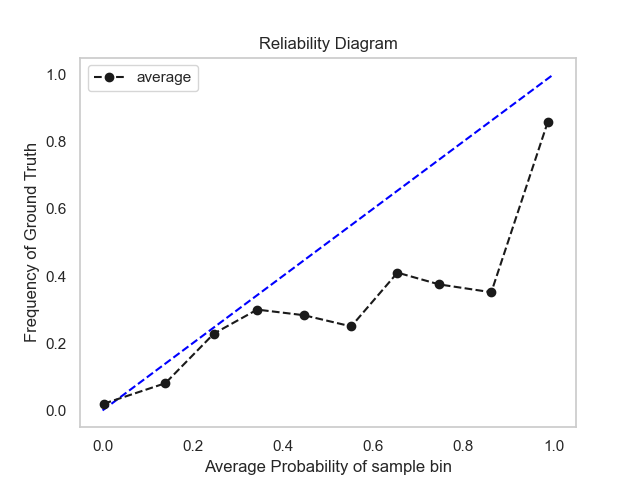 Reliability Diagram
average
1.0
0.8
0.6
0.4
0.2
0.0
Frequency of Ground Truth
0.0 0.2 0.4 0.6 0.8 1.0
Average Probability of sample bin